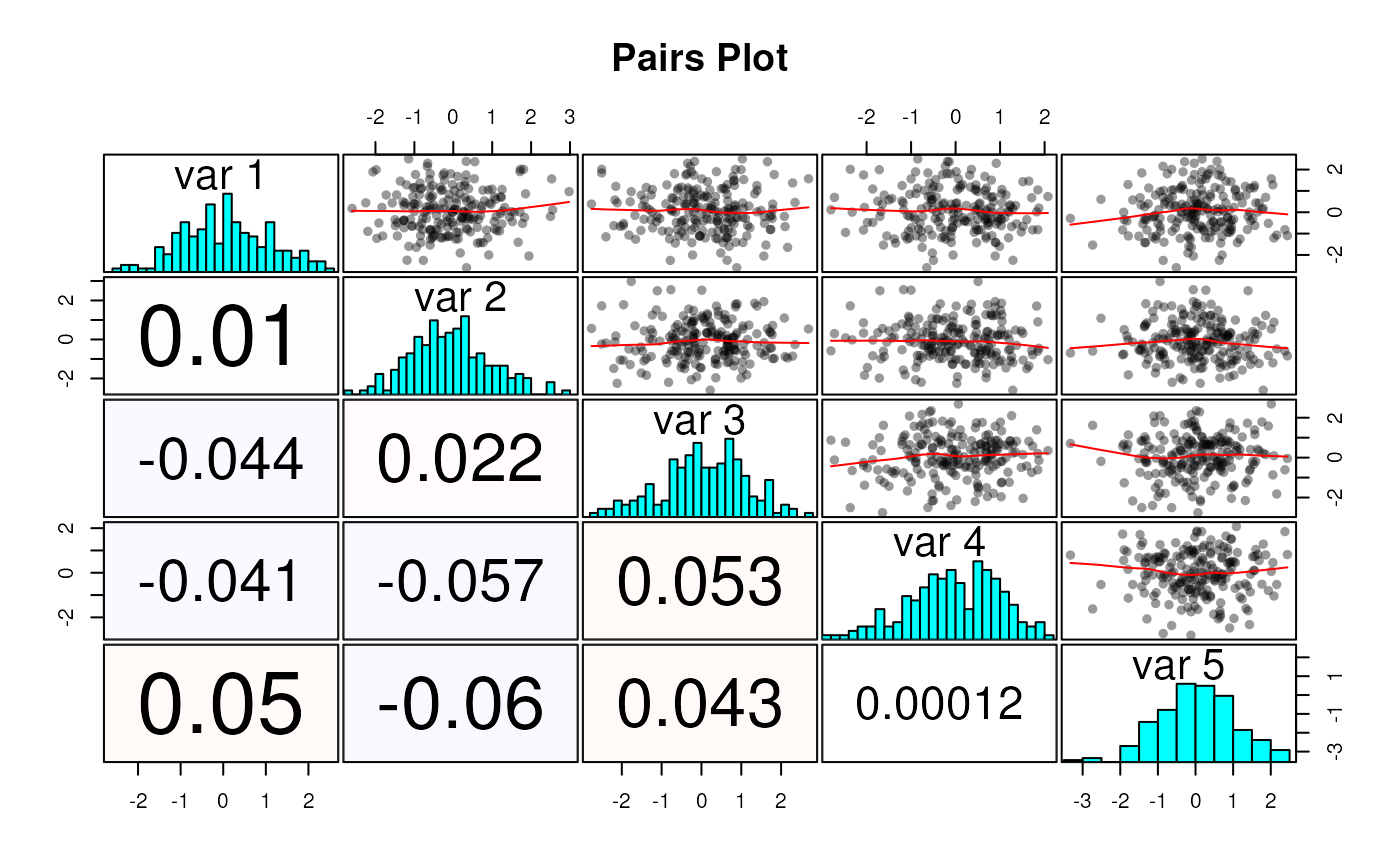 Pairs Plot
-2 -1 0 1 2 3
-2 -1 0 1 2
var 1
2
0
-2
0.01
var 2
2
0
-2
-0.044
0.022
var 3
2
0
-2
-0.041
-0.057
0.053
var 4
2
0
-2
0.05
-0.06
0.043
0.00012
var 5
1
-1
-3
-2 -1 0 1 2
-2 -1 0 1 2
-3 -2 -1 0 1 2